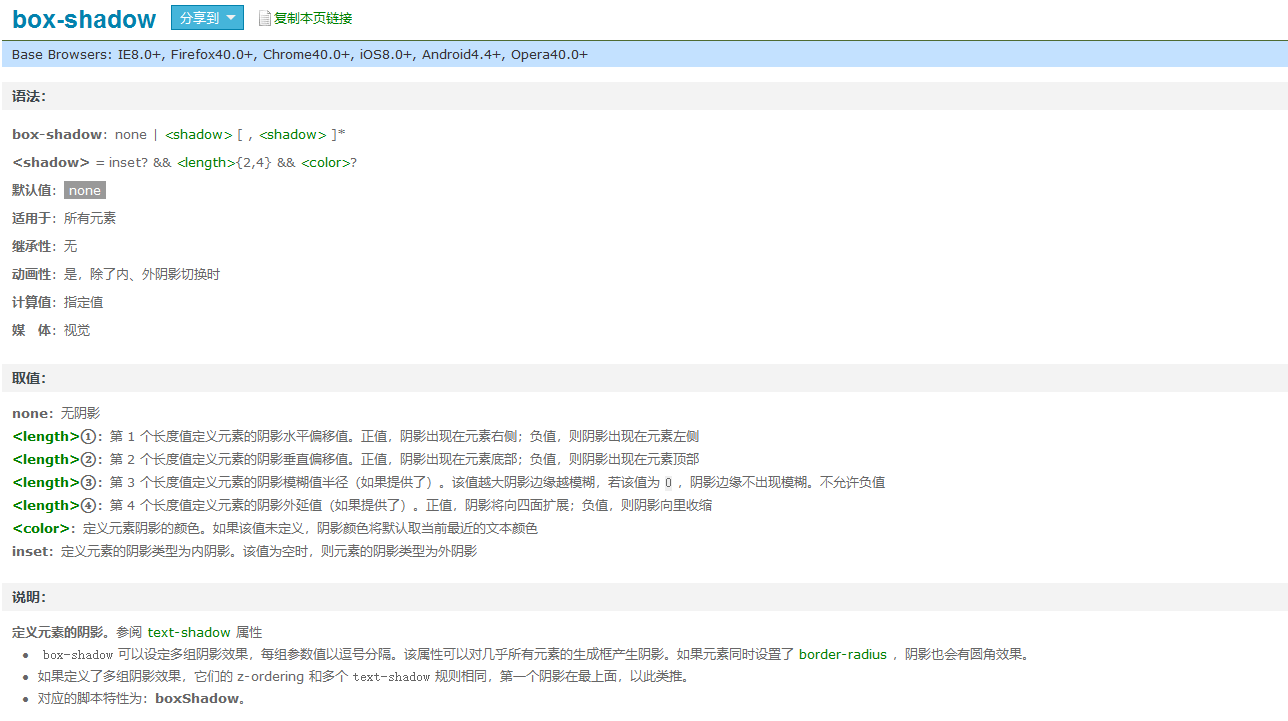 box-shadow 分享到 复制本页链接
Base Browsers: IE8.0+, Firefox40.0+, Chrome40.0+, iOS8.0+, Android4.4+, Opera40.0+
语法：
box-shadow：none | <shadow> [ , <shadow> ]*
<shadow> = inset? && <length>{2,4} && <color>?
默认值：none
适用于：所有元素
继承性：无
动画性：是，除了内、外阴影切换时
计算值：指定值
媒　体：视觉
取值：
none：无阴影
<length>①：第 1 个长度值定义元素的阴影水平偏移值。正值，阴影出现在元素右侧；负值，则阴影出现在元素左侧
<length>②：第 2 个长度值定义元素的阴影垂直偏移值。正值，阴影出现在元素底部；负值，则阴影出现在元素顶部
<length>③：第 3 个长度值定义元素的阴影模糊值半径（如果提供了）。该值越大阴影边缘越模糊，若该值为 0 ，阴影边缘不出现模糊。不允许负值
<length>④：第 4 个长度值定义元素的阴影外延值（如果提供了）。正值，阴影将向四面扩展；负值，则阴影向里收缩
<color>：定义元素阴影的颜色。如果该值未定义，阴影颜色将默认取当前最近的文本颜色
inset：定义元素的阴影类型为内阴影。该值为空时，则元素的阴影类型为外阴影
说明：
定义元素的阴影。参阅 text-shadow 属性
• box-shadow 可以设定多组阴影效果，每组参数值以逗号分隔。该属性可以对几乎所有元素的生成框产生阴影。如果元素同时设置了 border-radius ，阴影也会有圆角效果。
• 如果定义了多组阴影效果，它们的 z-ordering 和多个 text-shadow 规则相同，第一个阴影在最上面，以此类推。
• 对应的脚本特性为：boxShadow。